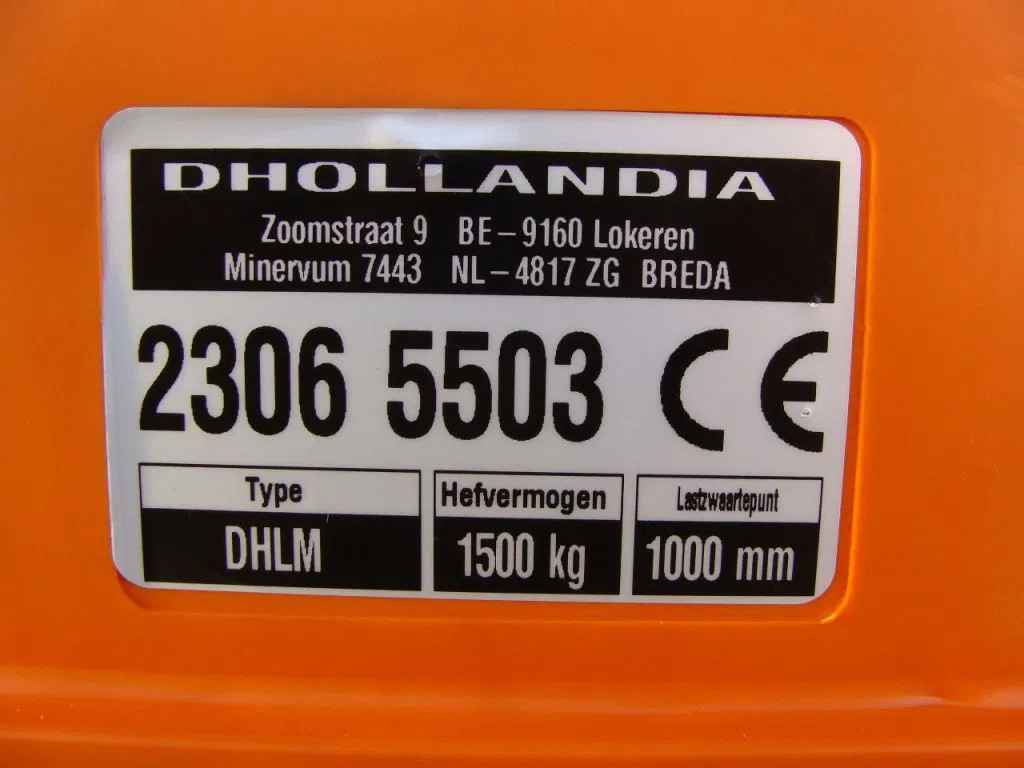 DHOLLANDIA
Zoomstraat 9 BE-9160 Lokeren
Minervum 7443 NL-4817 ZG BREDA
2306 5503 CE
Type Hefvermogen Lastzwaartepunt
DHLM 1500 kg 1000 mm